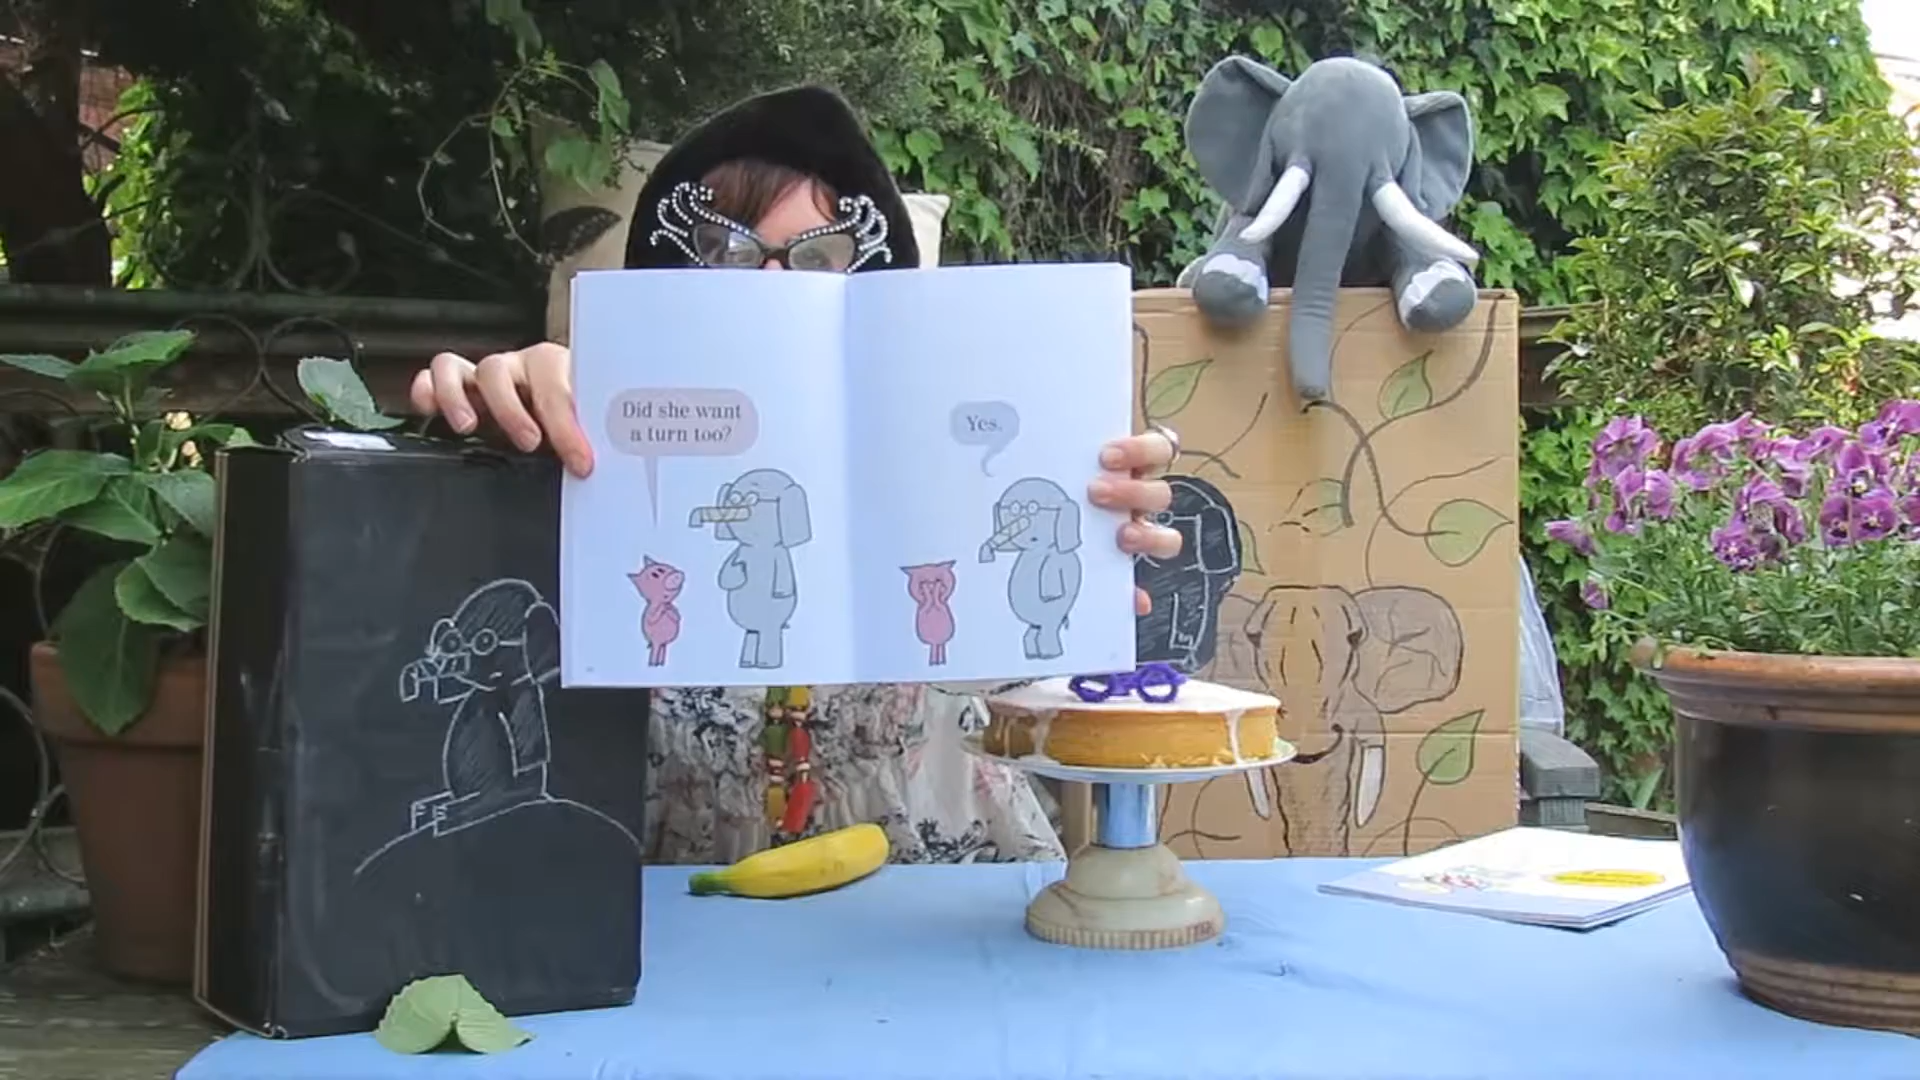 Did she want
a turn too?
Yes.